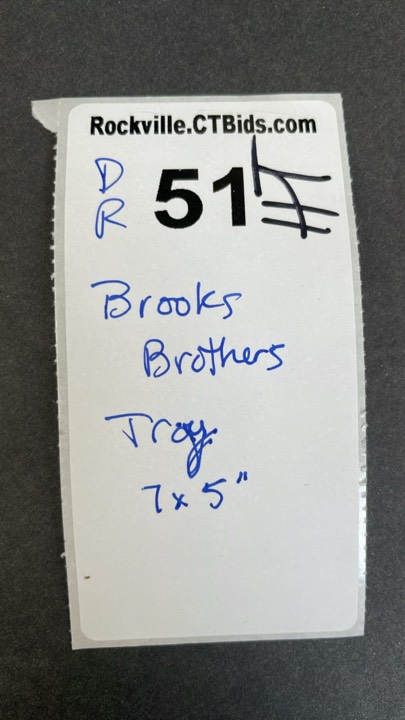 Rockville.CTBids.com
D
R
51
Brooks
Brothers
Tray
7 x 5"